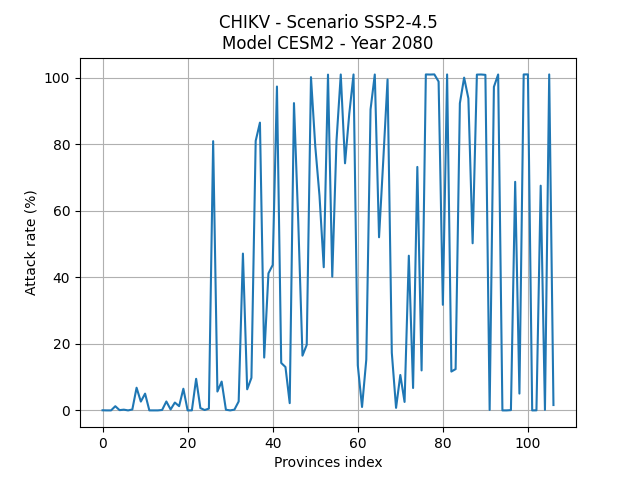 CHIKV - Scenario SSP2-4.5
Model CESM2 - Year 2080
Attack rate (%)
100
80
60
40
20
0
0 20 40 60 80 100
Provinces index